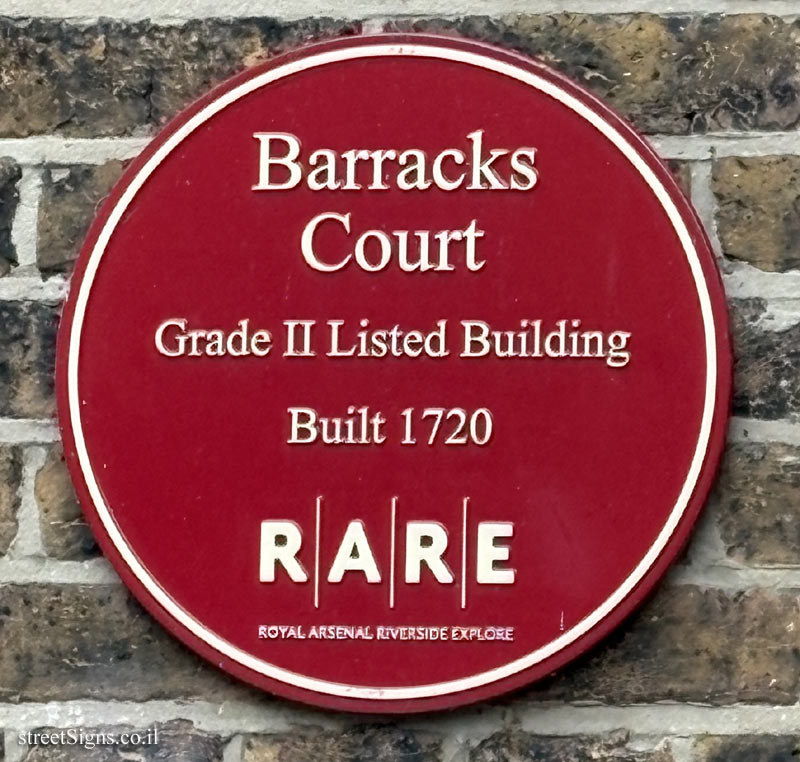 Barracks
Court
Grade II Listed Building
Built 1720
R|A|R|E
ROYAL ARSENAL RIVERSIDE EXPLORE
streetSigns.co.il